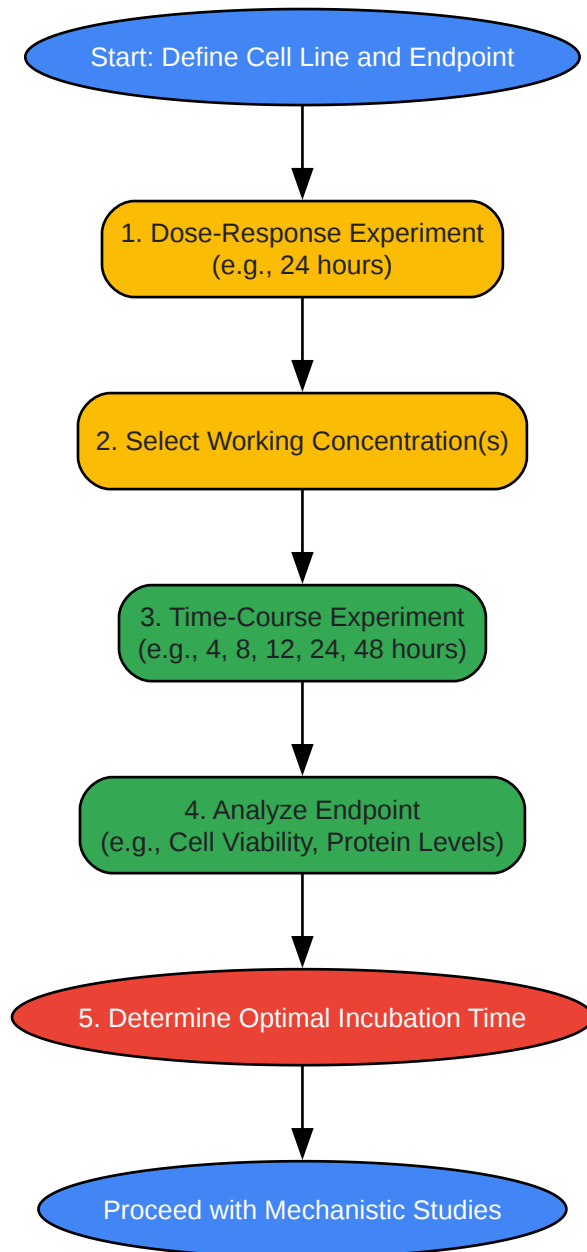 Start: Define Cell Line and Endpoint
1. Dose-Response Experiment
(e.g., 24 hours)
2. Select Working Concentration(s)
3. Time-Course Experiment
(e.g., 4, 8, 12, 24, 48 hours)
4. Analyze Endpoint
(e.g., Cell Viability, Protein Levels)
5. Determine Optimal Incubation Time
Proceed with Mechanistic Studies